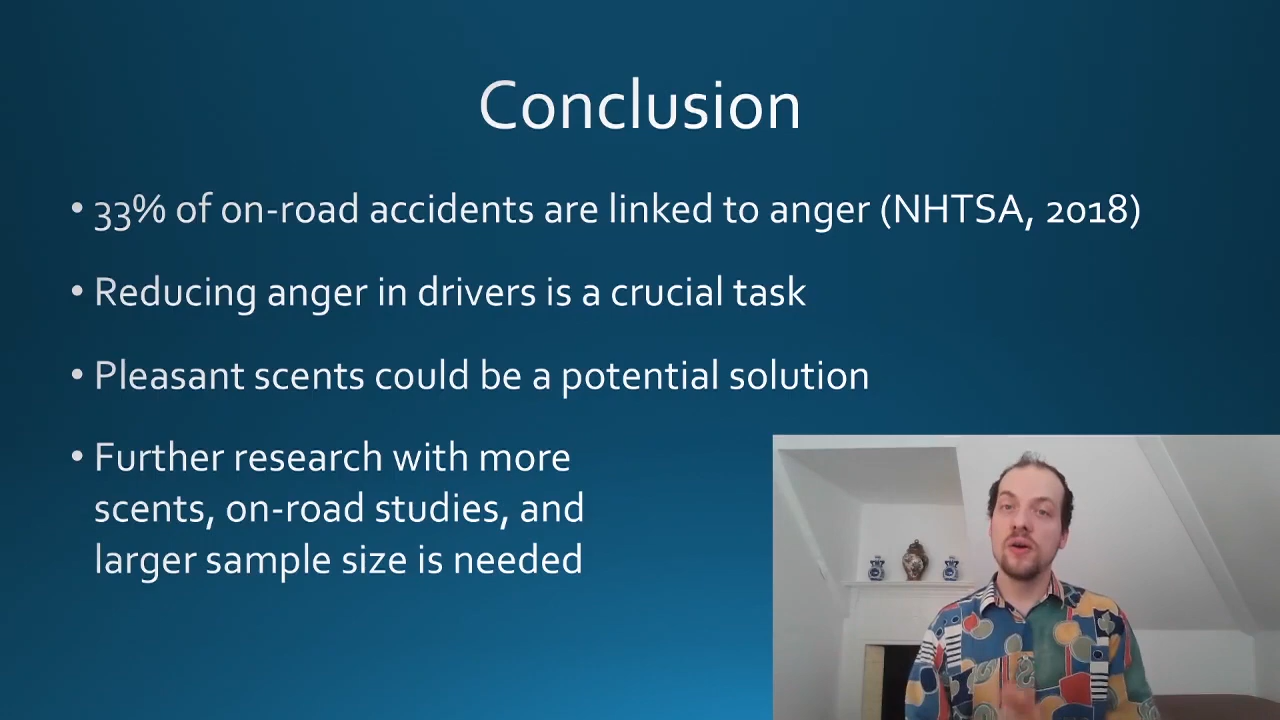 Conclusion
• 33% of on-road accidents are linked to anger (NHTSA, 2018)
• Reducing anger in drivers is a crucial task
• Pleasant scents could be a potential solution
• Further research with more
scents, on-road studies, and
larger sample size is needed